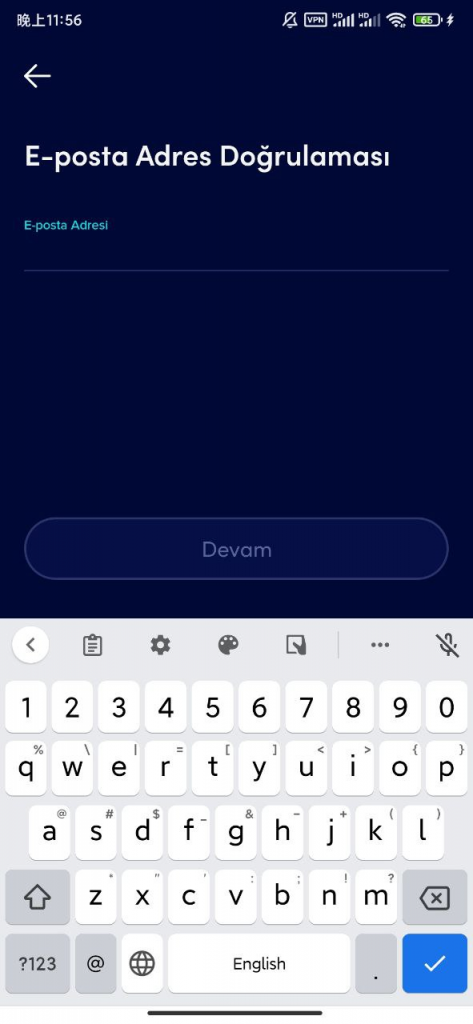 晚上11:56
VPN HD HD 65
E-posta Adres Doğrulaması
E-posta Adresi
Devam
1 2 3 4 5 6 7 8 9 0
% \ | = [ ] < > { }
q w e r t y u i o p
@ # $ _ & - + ( )
a s d f g h j k l
* " ' : ; ! ?
z x c v b n m
?123 @ English .